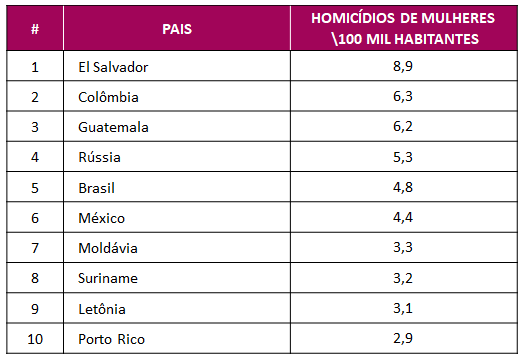 # PAIS HOMICÍDIOS DE MULHERES
\100 MIL HABITANTES
1 El Salvador 8,9
2 Colômbia 6,3
3 Guatemala 6,2
4 Rússia 5,3
5 Brasil 4,8
6 México 4,4
7 Moldávia 3,3
8 Suriname 3,2
9 Letônia 3,1
10 Porto Rico 2,9